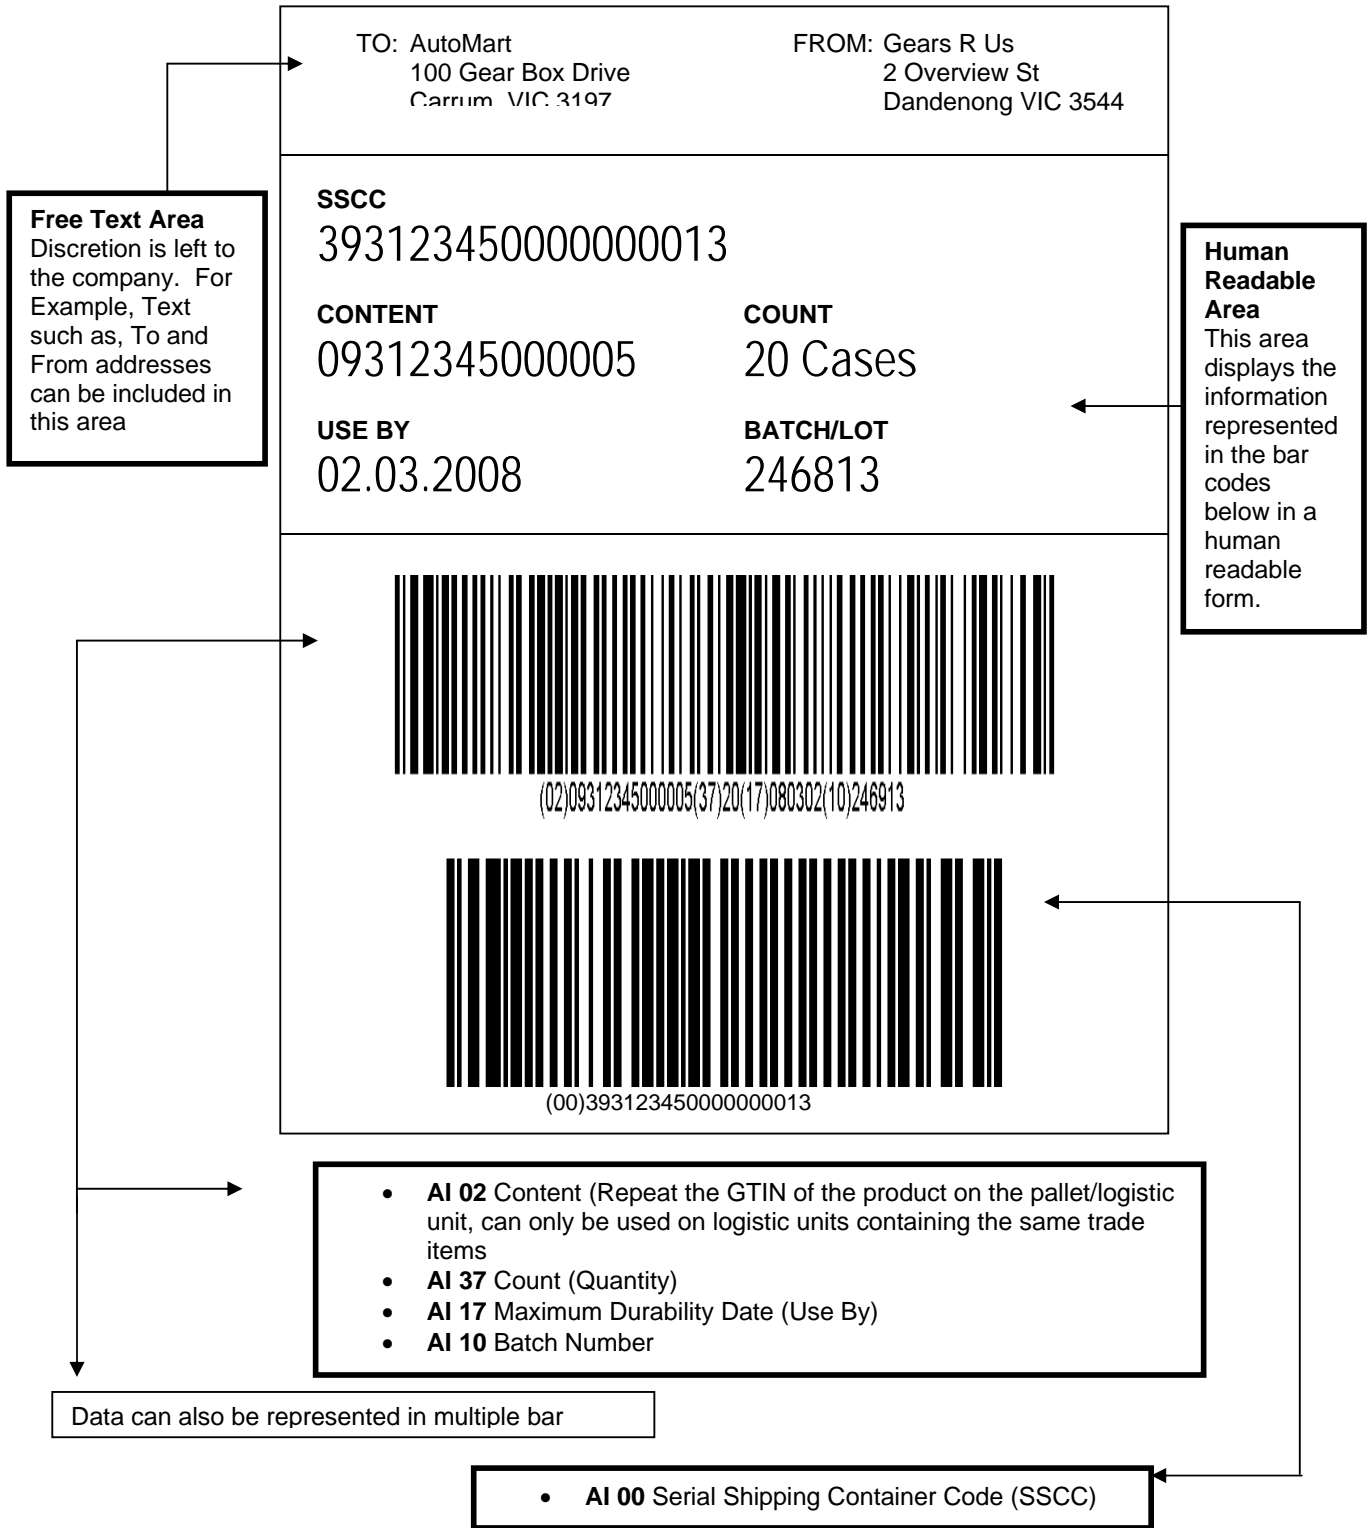 TO: AutoMart
100 Gear Box Drive
Carrum VIC 3197
FROM: Gears R Us
2 Overview St
Dandenong VIC 3544
Free Text Area
Discretion is left to
the company. For
Example, Text
such as, To and
From addresses
can be included in
this area
SSCC
393123450000000013
CONTENT
09312345000005
COUNT
20 Cases
USE BY
02.03.2008
BATCH/LOT
246813
Human
Readable
Area
This area
displays the
information
represented
in the bar
codes
below in a
human
readable
form.
(02)09312345000005(37)20(17)080302(10)246913
(00)393123450000000013
• AI 02 Content (Repeat the GTIN of the product on the pallet/logistic
unit, can only be used on logistic units containing the same trade
items
• AI 37 Count (Quantity)
• AI 17 Maximum Durability Date (Use By)
• AI 10 Batch Number
Data can also be represented in multiple bar
• AI 00 Serial Shipping Container Code (SSCC)